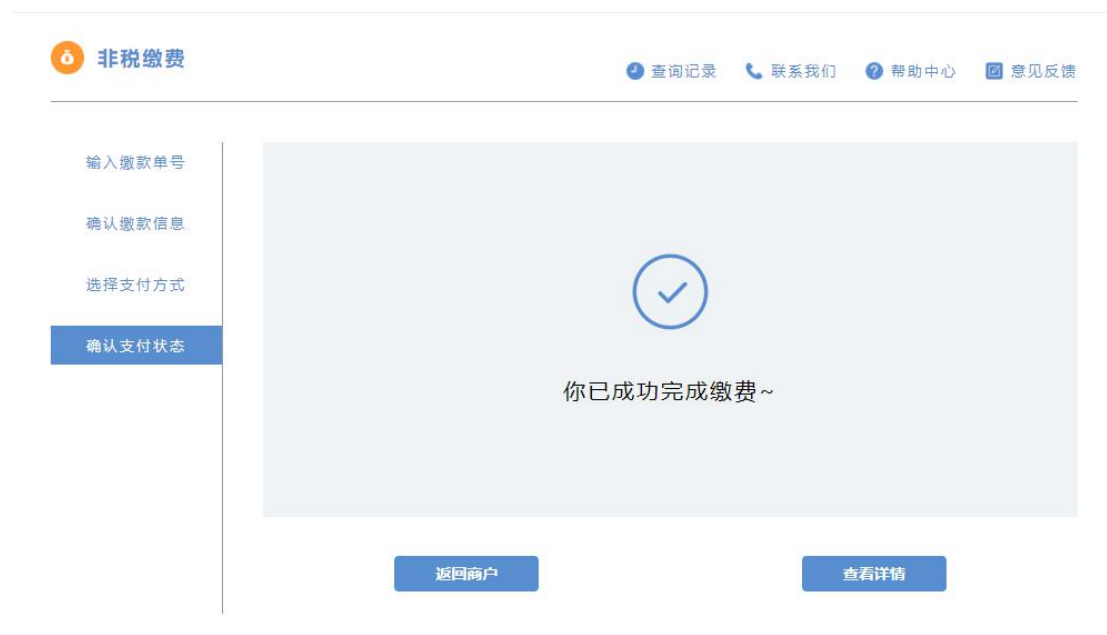 非税缴费
查询记录 联系我们 帮助中心 意见反馈
输入缴款单号
确认缴款信息
选择支付方式
确认支付状态
你已成功完成缴费~
返回商户 查看详情